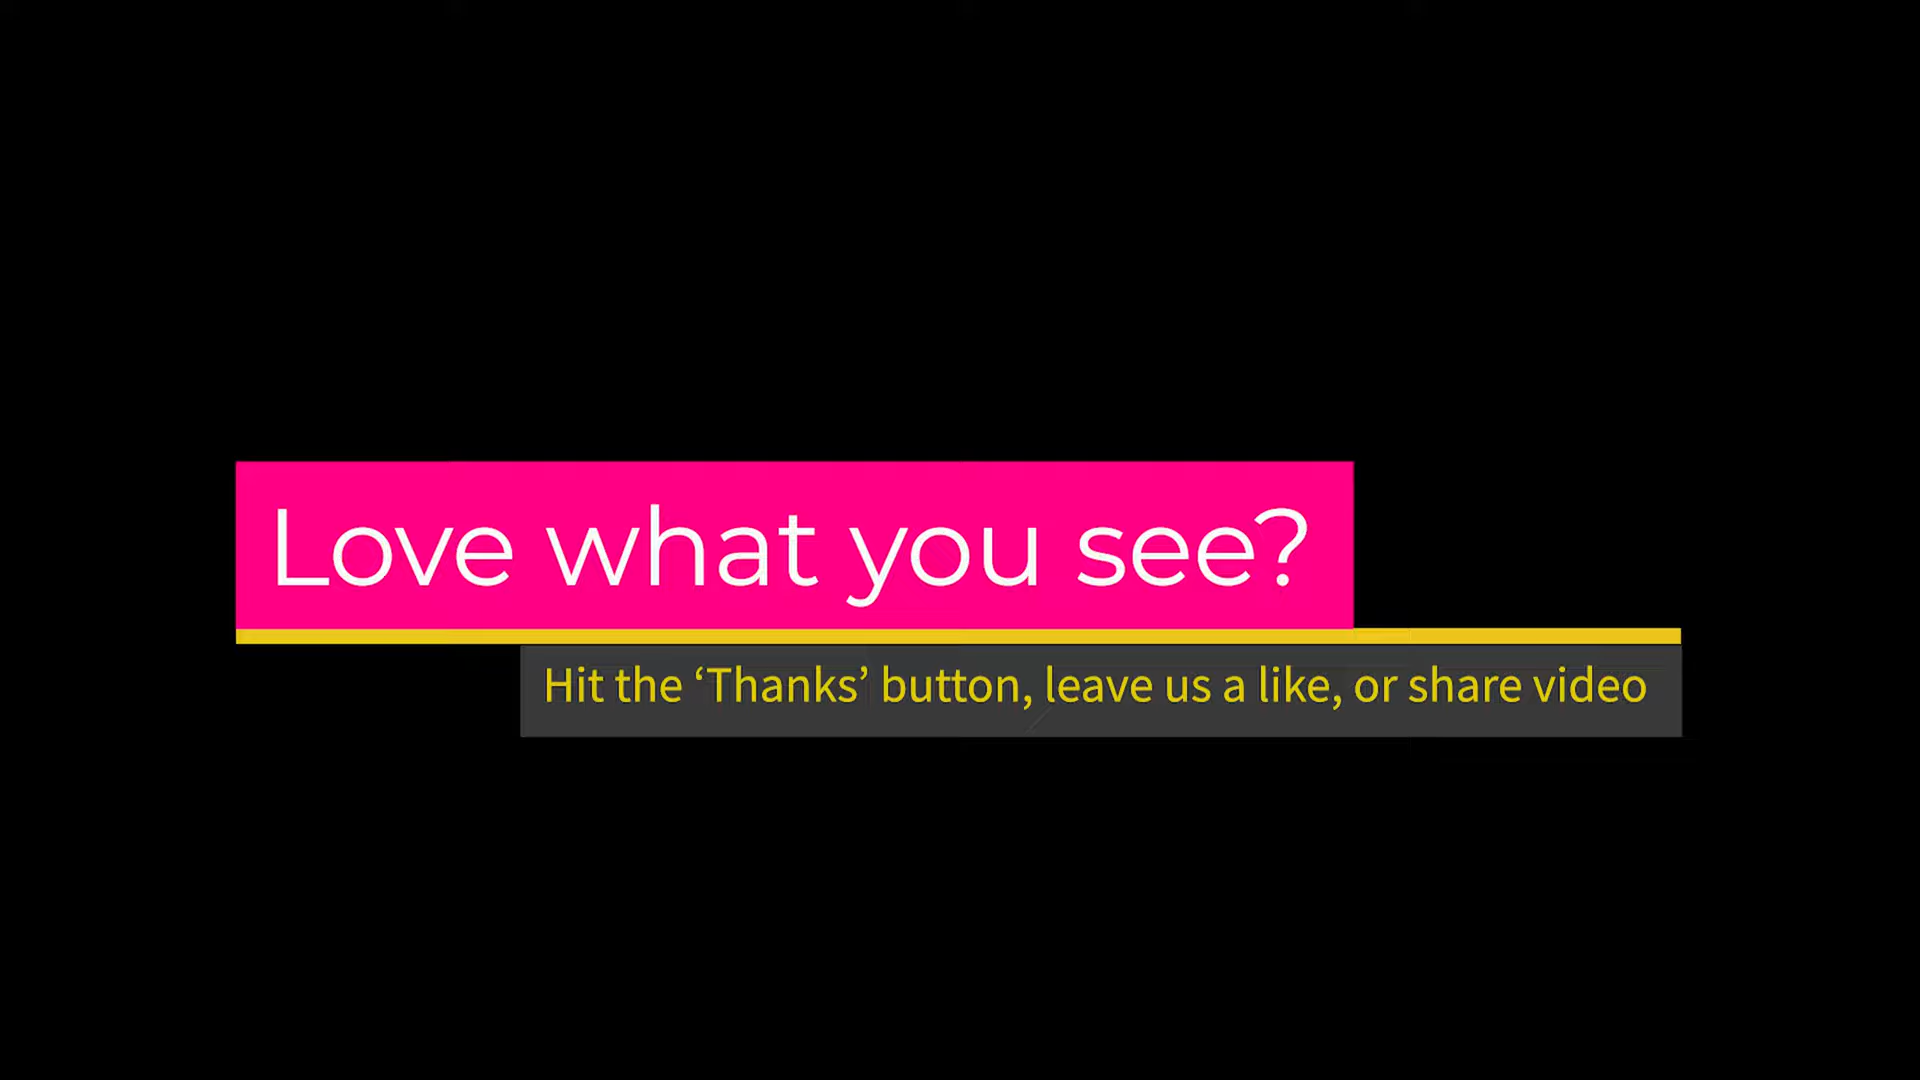 Love what you see?
Hit the ‘Thanks’ button, leave us a like, or share video